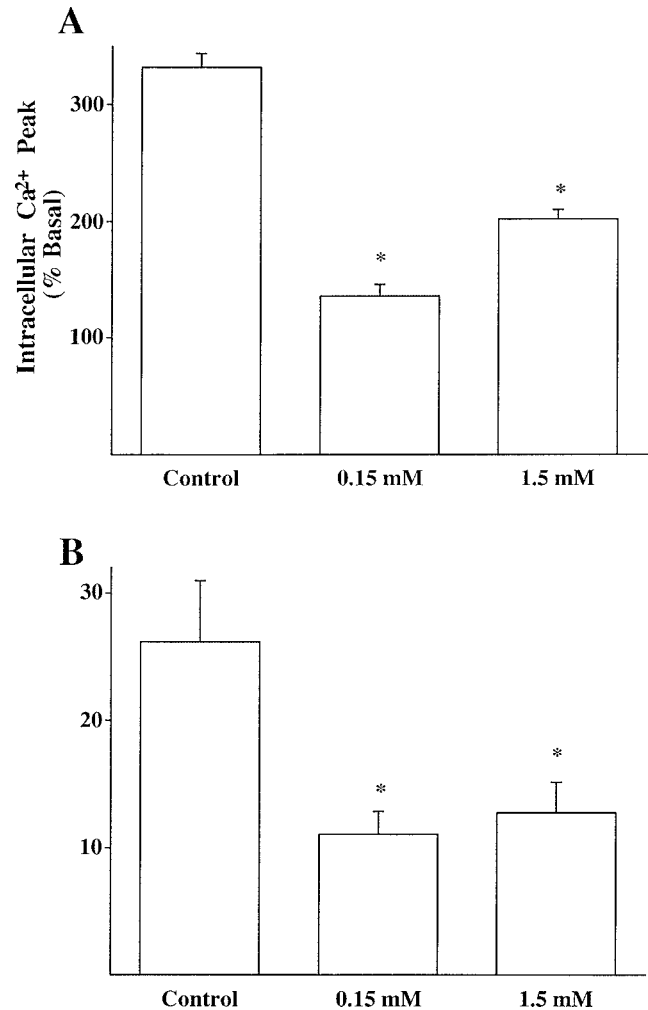 A
Intracellular Ca2+ Peak
(% Basal)
300
200
100
*
*
Control 0.15 mM 1.5 mM
B
30
20
10
*
*
Control 0.15 mM 1.5 mM